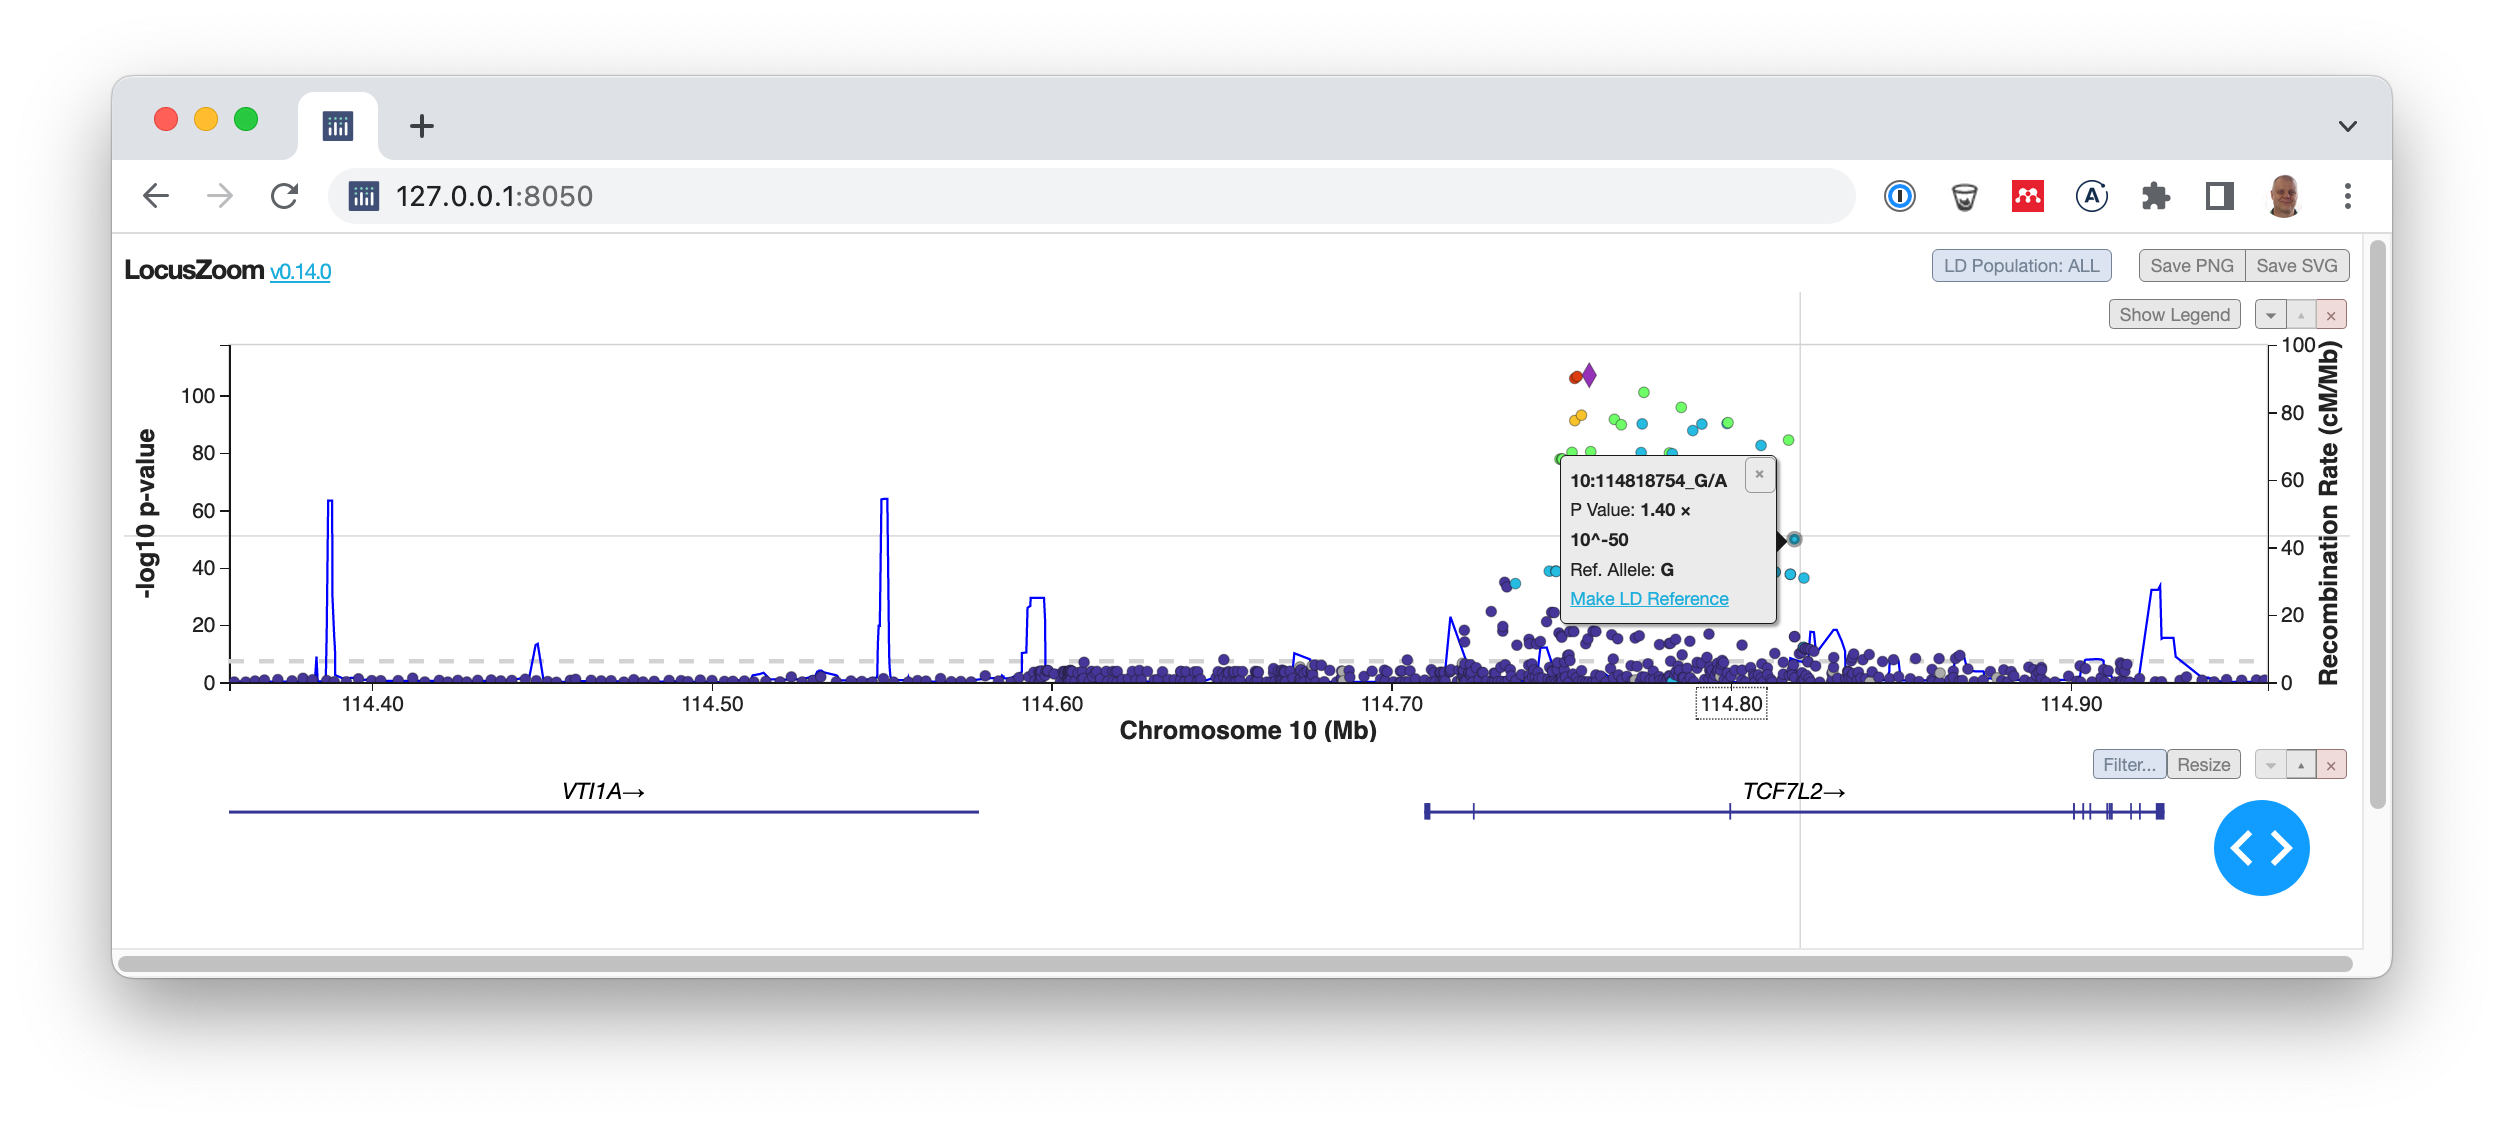 127.0.0.1:8050
LocusZoom v0.14.0
LD Population: ALL
Save PNG
Save SVG
Show Legend
-log10 p-value
100
80
60
40
20
0
Recombination Rate (cM/Mb)
100
80
60
40
20
0
10:114818754_G/A
P Value: 1.40 ×
10^-50
Ref. Allele: G
Make LD Reference
114.40
114.50
114.60
114.70
114.80
114.90
Chromosome 10 (Mb)
Filter...
Resize
VTI1A→
TCF7L2→